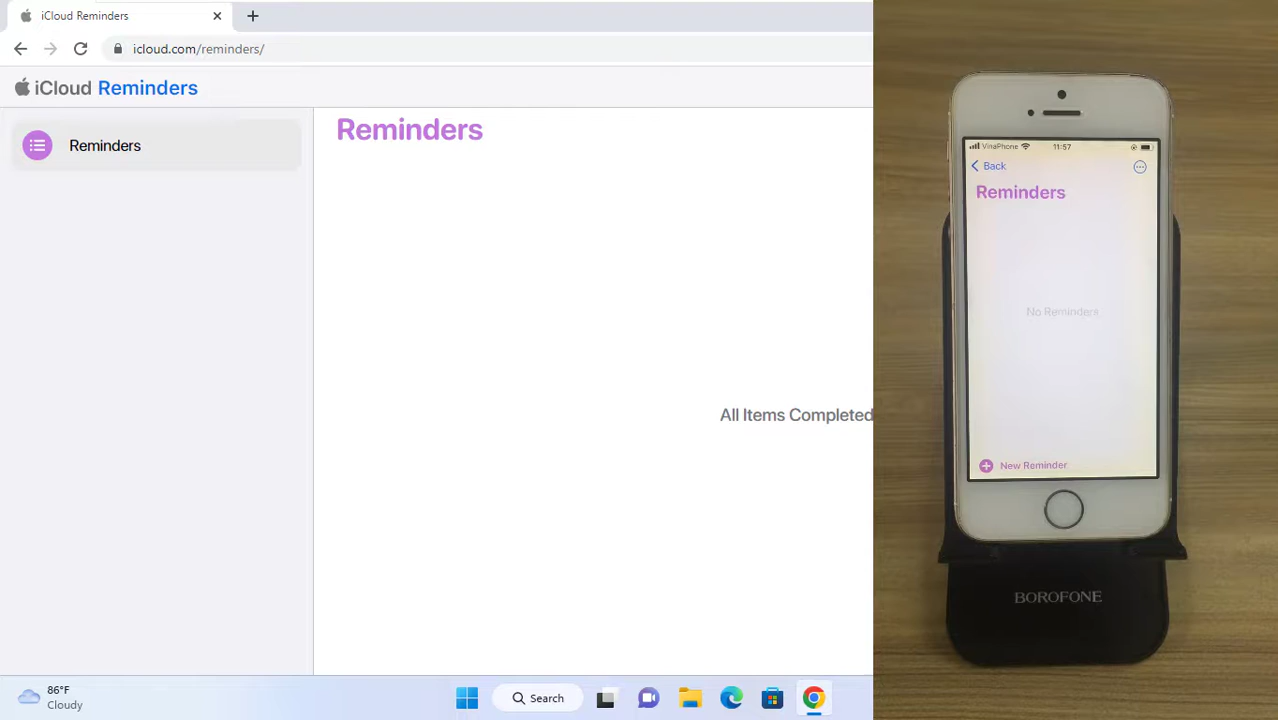 iCloud Reminders
icloud.com/reminders/
iCloud Reminders
Reminders
Reminders
All Items Completed
86°F
Cloudy
Search
VinaPhone
11:57
Back
Reminders
No Reminders
New Reminder
BOROFONE